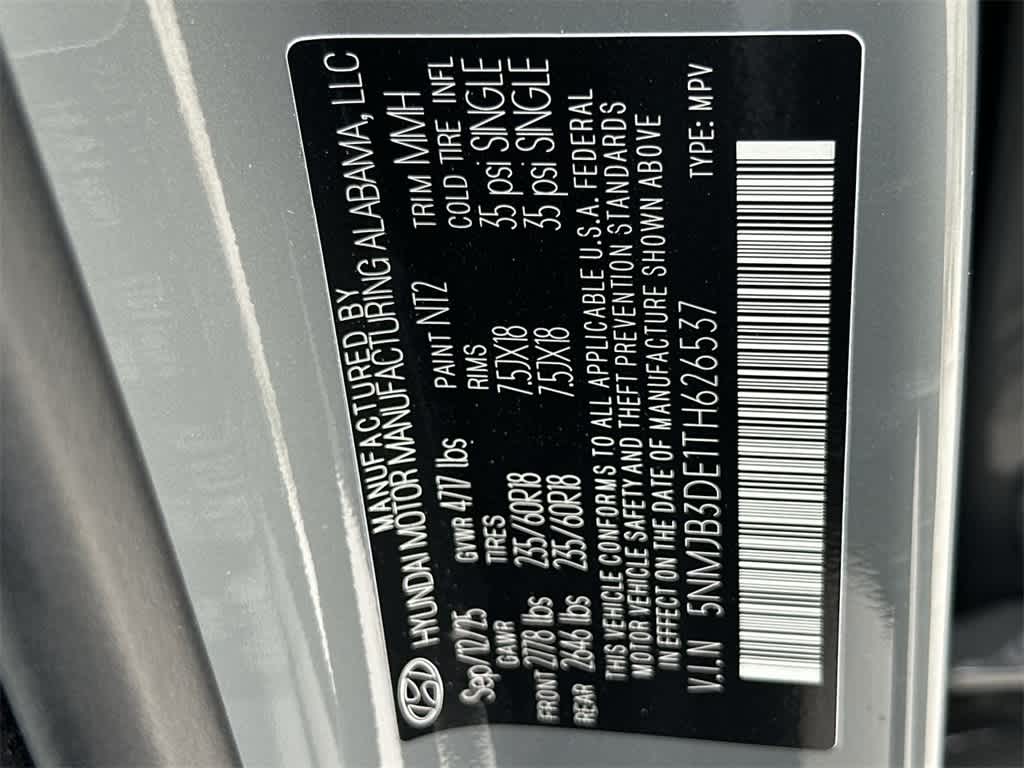 MANUFACTURED BY
HYUNDAI MOTOR MANUFACTURING ALABAMA, LLC
Sep/12/25 GVWR 4717 lbs PAINT NT2 TRIM MMH
GAWR TIRES RIMS COLD TIRE INFL
FRONT 2778 lbs 235/60R18 7.5X18 35 psi SINGLE
REAR 2646 lbs 235/60R18 7.5X18 35 psi SINGLE
THIS VEHICLE CONFORMS TO ALL APPLICABLE U.S.A. FEDERAL
MOTOR VEHICLE SAFETY AND THEFT PREVENTION STANDARDS
IN EFFECT ON THE DATE OF MANUFACTURE SHOWN ABOVE
V.I.N 5NMJB3DE1TH626537 TYPE: MPV